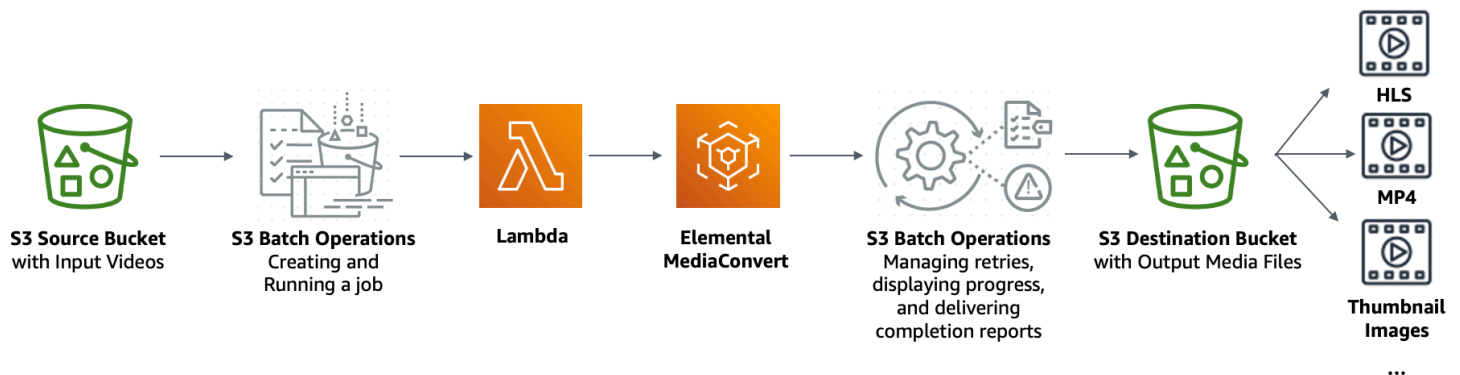 S3 Source Bucket
with Input Videos
S3 Batch Operations
Creating and
Running a job
Lambda
Elemental
MediaConvert
S3 Batch Operations
Managing retries,
displaying progress,
and delivering
completion reports
S3 Destination Bucket
with Output Media Files
HLS
MP4
Thumbnail
Images
...